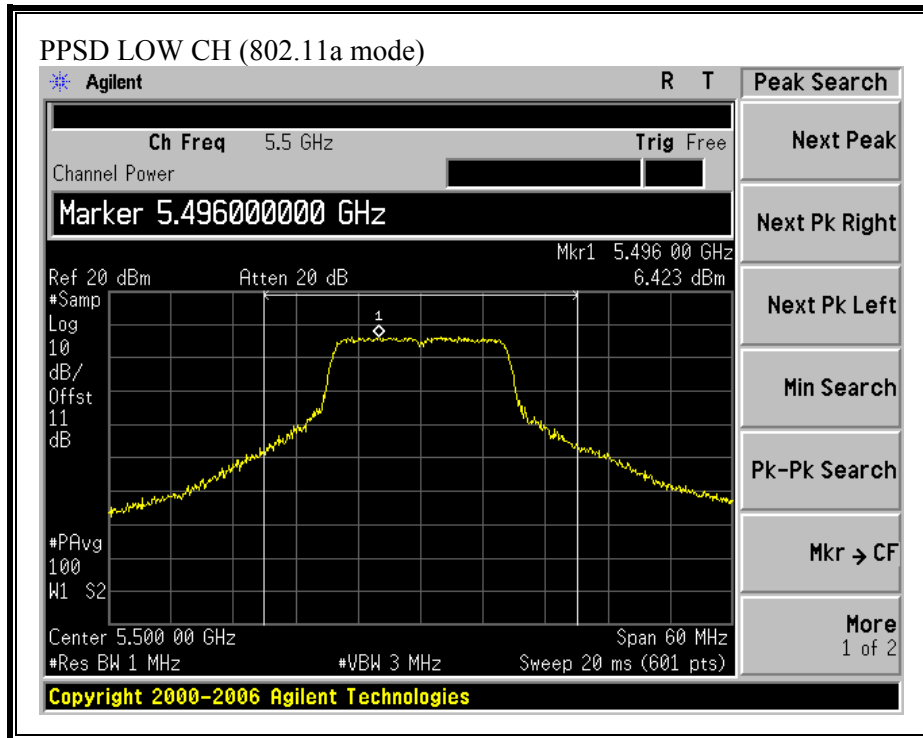 PPSD LOW CH (802.11a mode)
Agilent R T Peak Search
Ch Freq 5.5 GHz Trig Free
Channel Power
Marker 5.496000000 GHz
Mkr1 5.496 00 GHz
Ref 20 dBm Atten 20 dB 6.423 dBm
#Samp
Log
10
dB/
Offst
11
dB
1
#PAvg
100
W1 S2
Center 5.500 00 GHz Span 60 MHz
#Res BW 1 MHz #VBW 3 MHz Sweep 20 ms (601 pts)
Copyright 2000-2006 Agilent Technologies
Next Peak
Next Pk Right
Next Pk Left
Min Search
Pk-Pk Search
Mkr → CF
More
1 of 2